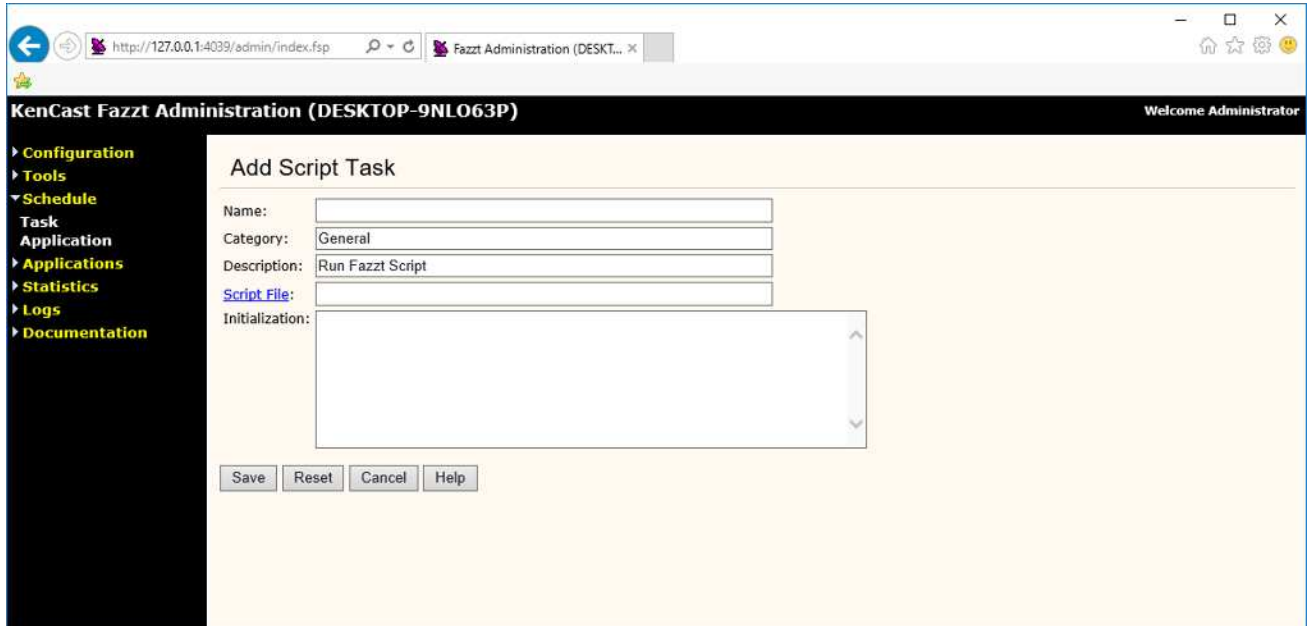 http://127.0.0.1:4039/admin/index.fsp
Fazzt Administration (DESKT...
KenCast Fazzt Administration (DESKTOP-9NLO63P)
Welcome Administrator
Configuration
Tools
Schedule
Task
Application
Applications
Statistics
Logs
Documentation
Add Script Task
Name:
Category: General
Description: Run Fazzt Script
Script File:
Initialization:
Save Reset Cancel Help